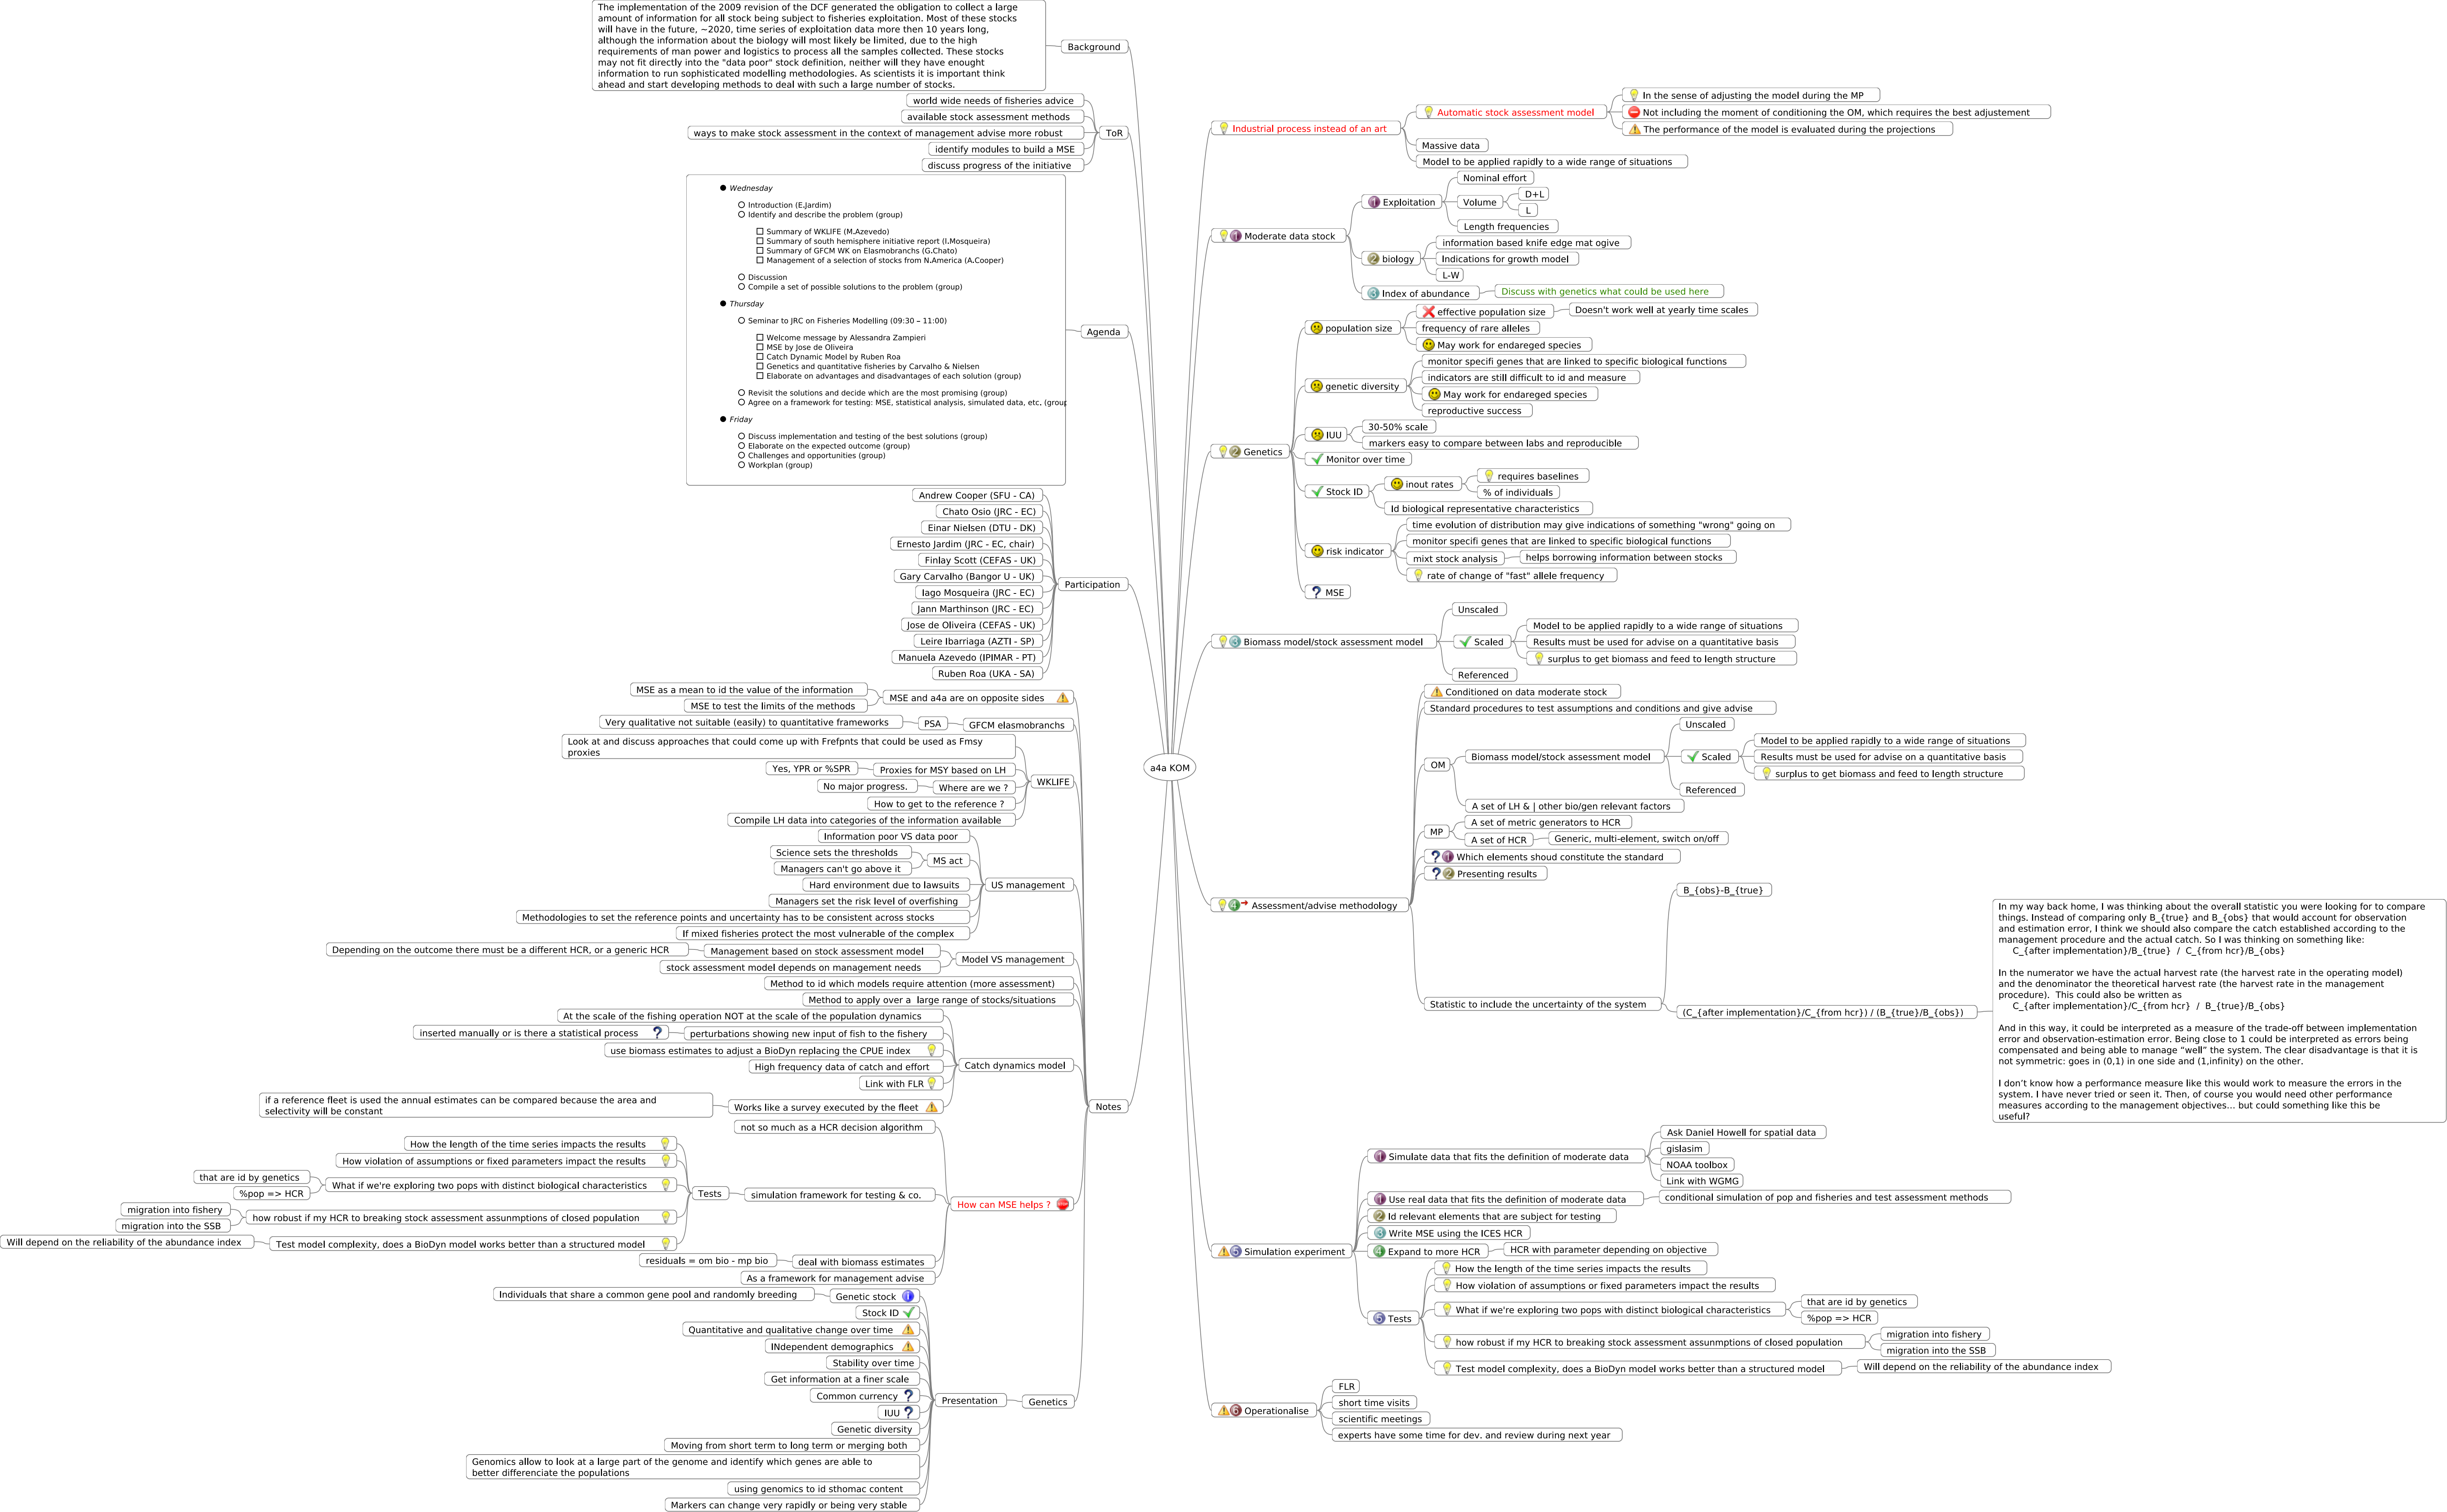 The implementation of the 2009 revision of the DCF generated the obligation to collect a large
amount of information for all stock being subject to fisheries exploitation. Most of these stocks
will have in the future, ~2020, time series of exploitation data more then 10 years long,
although the information about the biology will most likely be limited, due to the high
requirements of man power and logistics to process all the samples collected. These stocks
may not fit directly into the "data poor" stock definition, neither will they have enought
information to run sophisticated modelling methodologies. As scientists it is important think
ahead and start developing methods to deal with such a large number of stocks.
Background
world wide needs of fisheries advice
available stock assessment methods
ways to make stock assessment in the context of management advise more robust
identify modules to build a MSE
discuss progress of the initiative
ToR
Wednesday
Introduction (E.Jardim)
Identify and describe the problem (group)
Summary of WKLIFE (M.Azevedo)
Summary of south hemisphere initiative report (I.Mosqueira)
Summary of GFCM WK on Elasmobranchs (G.Chato)
Management of a selection of stocks from N.America (A.Cooper)
Discussion
Compile a set of possible solutions to the problem (group)
Thursday
Seminar to JRC on Fisheries Modelling (09:30 – 11:00)
Welcome message by Alessandra Zampieri
MSE by Jose de Oliveira
Catch Dynamic Model by Ruben Roa
Genetics and quantitative fisheries by Carvalho & Nielsen
Elaborate on advantages and disadvantages of each solution (group)
Revisit the solutions and decide which are the most promising (group)
Agree on a framework for testing: MSE, statistical analysis, simulated data, etc. (group
Friday
Discuss implementation and testing of the best solutions (group)
Elaborate on the expected outcome (group)
Challenges and opportunities (group)
Workplan (group)
Agenda
Andrew Cooper (SFU - CA)
Chato Osio (JRC - EC)
Einar Nielsen (DTU - DK)
Ernesto Jardim (JRC - EC, chair)
Finlay Scott (CEFAS - UK)
Gary Carvalho (Bangor U - UK)
Iago Mosqueira (JRC - EC)
Jann Marthinson (JRC - EC)
Jose de Oliveira (CEFAS - UK)
Leire Ibarriaga (AZTI - SP)
Manuela Azevedo (IPIMAR - PT)
Ruben Roa (UKA - SA)
Participation
MSE as a mean to id the value of the information
MSE to test the limits of the methods
MSE and a4a are on opposite sides
Very qualitative not suitable (easily) to quantitative frameworks
PSA
GFCM elasmobranchs
Look at and discuss approaches that could come up with Frefpnts that could be used as Fmsy
proxies
Yes, YPR or %SPR
Proxies for MSY based on LH
No major progress.
Where are we ?
How to get to the reference ?
Compile LH data into categories of the information available
WKLIFE
Information poor VS data poor
Science sets the thresholds
Managers can't go above it
MS act
Hard environment due to lawsuits
Managers set the risk level of overfishing
Methodologies to set the reference points and uncertainty has to be consistent across stocks
If mixed fisheries protect the most vulnerable of the complex
US management
Depending on the outcome there must be a different HCR, or a generic HCR
Management based on stock assessment model
stock assessment model depends on management needs
Model VS management
Method to id which models require attention (more assessment)
Method to apply over a large range of stocks/situations
At the scale of the fishing operation NOT at the scale of the population dynamics
inserted manually or is there a statistical process
perturbations showing new input of fish to the fishery
use biomass estimates to adjust a BioDyn replacing the CPUE index
High frequency data of catch and effort
Link with FLR
if a reference fleet is used the annual estimates can be compared because the area and
selectivity will be constant
Works like a survey executed by the fleet
Catch dynamics model
Notes
not so much as a HCR decision algorithm
How the length of the time series impacts the results
How violation of assumptions or fixed parameters impact the results
that are id by genetics
%pop => HCR
What if we're exploring two pops with distinct biological characteristics
migration into fishery
migration into the SSB
how robust if my HCR to breaking stock assessment assunmptions of closed population
Will depend on the reliability of the abundance index
Test model complexity, does a BioDyn model works better than a structured model
Tests
simulation framework for testing & co.
residuals = om bio - mp bio
deal with biomass estimates
As a framework for management advise
How can MSE helps ?
Individuals that share a common gene pool and randomly breeding
Genetic stock
Stock ID
Quantitative and qualitative change over time
INdependent demographics
Stability over time
Get information at a finer scale
Common currency
IUU
Genetic diversity
Moving from short term to long term or merging both
Genomics allow to look at a large part of the genome and identify which genes are able to
better differenciate the populations
using genomics to id sthomac content
Markers can change very rapidly or being very stable
Presentation
Genetics
a4a KOM
Industrial process instead of an art
Automatic stock assessment model
In the sense of adjusting the model during the MP
Not including the moment of conditioning the OM, which requires the best adjustement
The performance of the model is evaluated during the projections
Massive data
Model to be applied rapidly to a wide range of situations
1 Moderate data stock
1 Exploitation
Nominal effort
Volume
D+L
L
Length frequencies
2 biology
information based knife edge mat ogive
Indications for growth model
L-W
3 Index of abundance
Discuss with genetics what could be used here
2 Genetics
population size
effective population size
Doesn't work well at yearly time scales
frequency of rare alleles
May work for endareged species
genetic diversity
monitor specifi genes that are linked to specific biological functions
indicators are still difficult to id and measure
May work for endareged species
reproductive success
IUU
30-50% scale
markers easy to compare between labs and reproducible
Monitor over time
Stock ID
inout rates
requires baselines
% of individuals
Id biological representative characteristics
risk indicator
time evolution of distribution may give indications of something "wrong" going on
monitor specifi genes that are linked to specific biological functions
mixt stock analysis
helps borrowing information between stocks
rate of change of "fast" allele frequency
? MSE
3 Biomass model/stock assessment model
Unscaled
Scaled
Model to be applied rapidly to a wide range of situations
Results must be used for advise on a quantitative basis
surplus to get biomass and feed to length structure
Referenced
4 Assessment/advise methodology
Conditioned on data moderate stock
Standard procedures to test assumptions and conditions and give advise
OM
Biomass model/stock assessment model
Unscaled
Scaled
Model to be applied rapidly to a wide range of situations
Results must be used for advise on a quantitative basis
surplus to get biomass and feed to length structure
Referenced
A set of LH & | other bio/gen relevant factors
MP
A set of metric generators to HCR
A set of HCR
Generic, multi-element, switch on/off
? 1 Which elements shoud constitute the standard
? 2 Presenting results
Statistic to include the uncertainty of the system
B_{obs}-B_{true}
(C_{after implementation}/C_{from hcr}) / (B_{true}/B_{obs})
In my way back home, I was thinking about the overall statistic you were looking for to compare
things. Instead of comparing only B_{true} and B_{obs} that would account for observation
and estimation error, I think we should also compare the catch established according to the
management procedure and the actual catch. So I was thinking on something like:
C_{after implementation}/B_{true} / C_{from hcr}/B_{obs}
In the numerator we have the actual harvest rate (the harvest rate in the operating model)
and the denominator the theoretical harvest rate (the harvest rate in the management
procedure). This could also be written as
C_{after implementation}/C_{from hcr} / B_{true}/B_{obs}
And in this way, it could be interpreted as a measure of the trade-off between implementation
error and observation-estimation error. Being close to 1 could be interpreted as errors being
compensated and being able to manage “well” the system. The clear disadvantage is that it is
not symmetric: goes in (0,1) in one side and (1,infinity) on the other.
I don’t know how a performance measure like this would work to measure the errors in the
system. I have never tried or seen it. Then, of course you would need other performance
measures according to the management objectives… but could something like this be
useful?
5 Simulation experiment
1 Simulate data that fits the definition of moderate data
Ask Daniel Howell for spatial data
gislasim
NOAA toolbox
Link with WGMG
1 Use real data that fits the definition of moderate data
conditional simulation of pop and fisheries and test assessment methods
2 Id relevant elements that are subject for testing
3 Write MSE using the ICES HCR
4 Expand to more HCR
HCR with parameter depending on objective
5 Tests
How the length of the time series impacts the results
How violation of assumptions or fixed parameters impact the results
What if we're exploring two pops with distinct biological characteristics
that are id by genetics
%pop => HCR
how robust if my HCR to breaking stock assessment assunmptions of closed population
migration into fishery
migration into the SSB
Test model complexity, does a BioDyn model works better than a structured model
Will depend on the reliability of the abundance index
6 Operationalise
FLR
short time visits
scientific meetings
experts have some time for dev. and review during next year